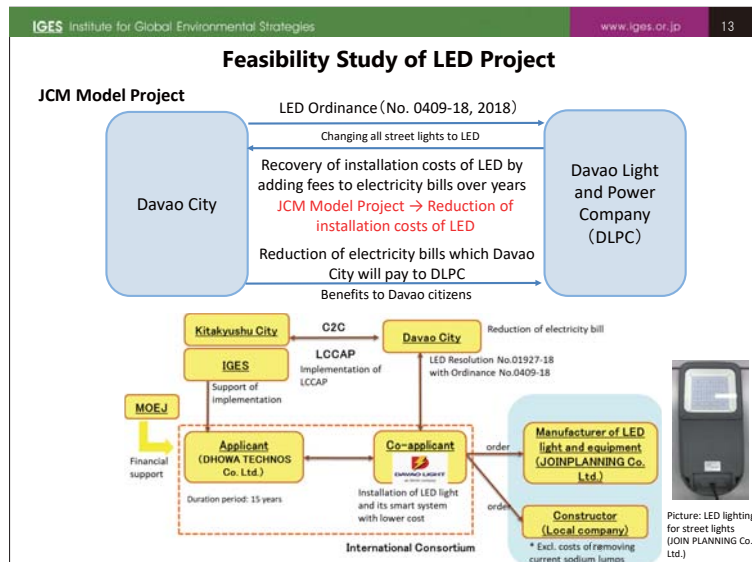 IGES Institute for Global Environmental Strategies
www.iges.or.jp
13
Feasibility Study of LED Project
JCM Model Project
LED Ordinance(No. 0409-18, 2018)
Changing all street lights to LED
Davao City
Recovery of installation costs of LED by
adding fees to electricity bills over years
JCM Model Project → Reduction of
installation costs of LED
Reduction of electricity bills which Davao
City will pay to DLPC
Benefits to Davao citizens
Davao Light
and Power
Company
(DLPC)
Kitakyushu City
IGES
C2C
LCCAP
Implementation of
LCCAP
Davao City
Reduction of electricity bill
LED Resolution No.01927-18
with Ordinance No.0409-18
Support of
implementation
MOEJ
Financial
support
Applicant
(DHOWA TECHNOS
Co. Ltd.)
Duration period: 15 years
Co-applicant
DAVAO LIGHT
Installation of LED light
and its smart system
with lower cost
International Consortium
order
order
Manufacturer of LED
light and equipment
(JOINPLANNING Co.
Ltd.)
Constructor
(Local company)
* Excl. costs of removing
current sodium lumps
Picture: LED lighting
for street lights
(JOIN PLANNING Co.
Ltd.)